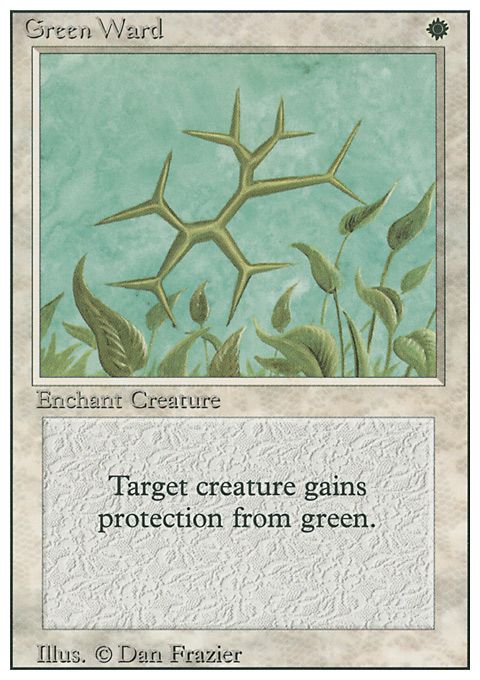 Green Ward
Enchant Creature
Target creature gains
protection from green.
Illus. © Dan Frazier